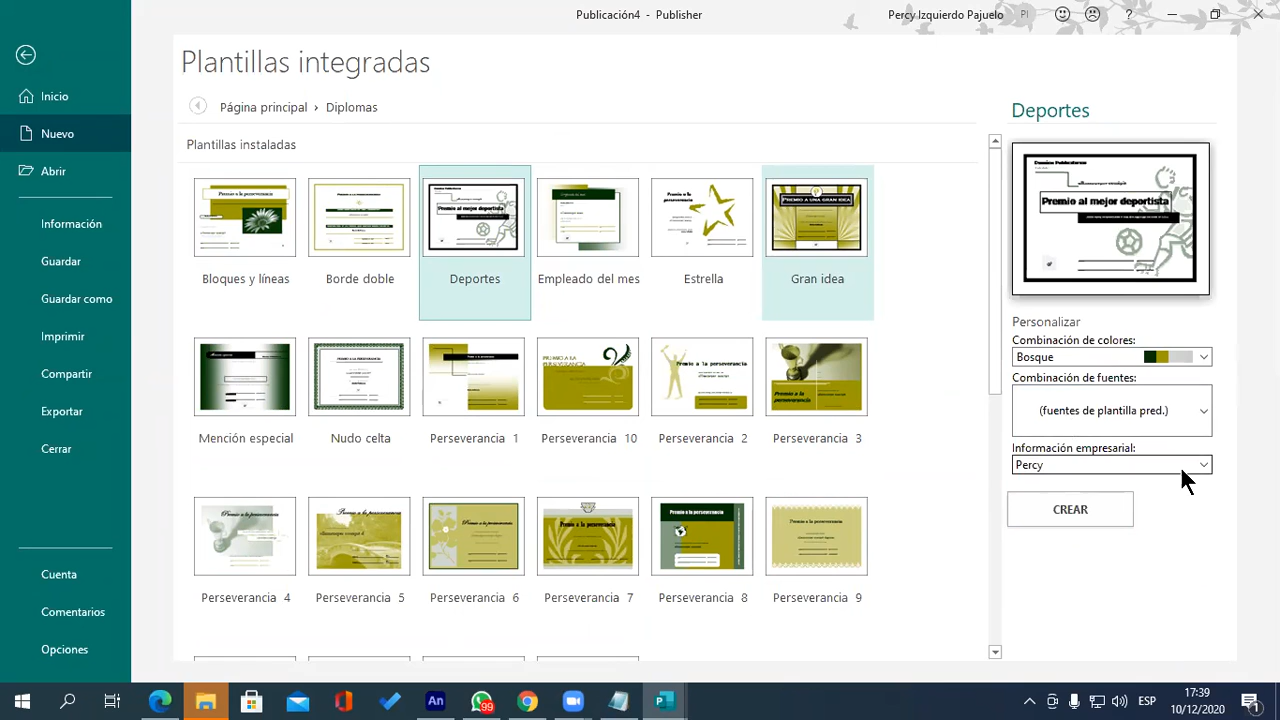 Publicación4 - Publisher
Percy Izquierdo Pajuelo
PI
?
Inicio
Nuevo
Abrir
Información
Guardar
Guardar como
Imprimir
Compartir
Exportar
Cerrar
Cuenta
Comentarios
Opciones
Plantillas integradas
Página principal › Diplomas
Plantillas instaladas
Bloques y líneas
Borde doble
Deportes
Empleado del mes
Estrella
Gran idea
Mención especial
Nudo celta
Perseverancia 1
Perseverancia 10
Perseverancia 2
Perseverancia 3
Perseverancia 4
Perseverancia 5
Perseverancia 6
Perseverancia 7
Perseverancia 8
Perseverancia 9
Deportes
Premio al mejor deportista
Personalizar
Combinación de colores:
Bosque
Combinación de fuentes:
(fuentes de plantilla pred.)
Información empresarial:
Percy
CREAR
An
99
ESP
17:39
10/12/2020
1